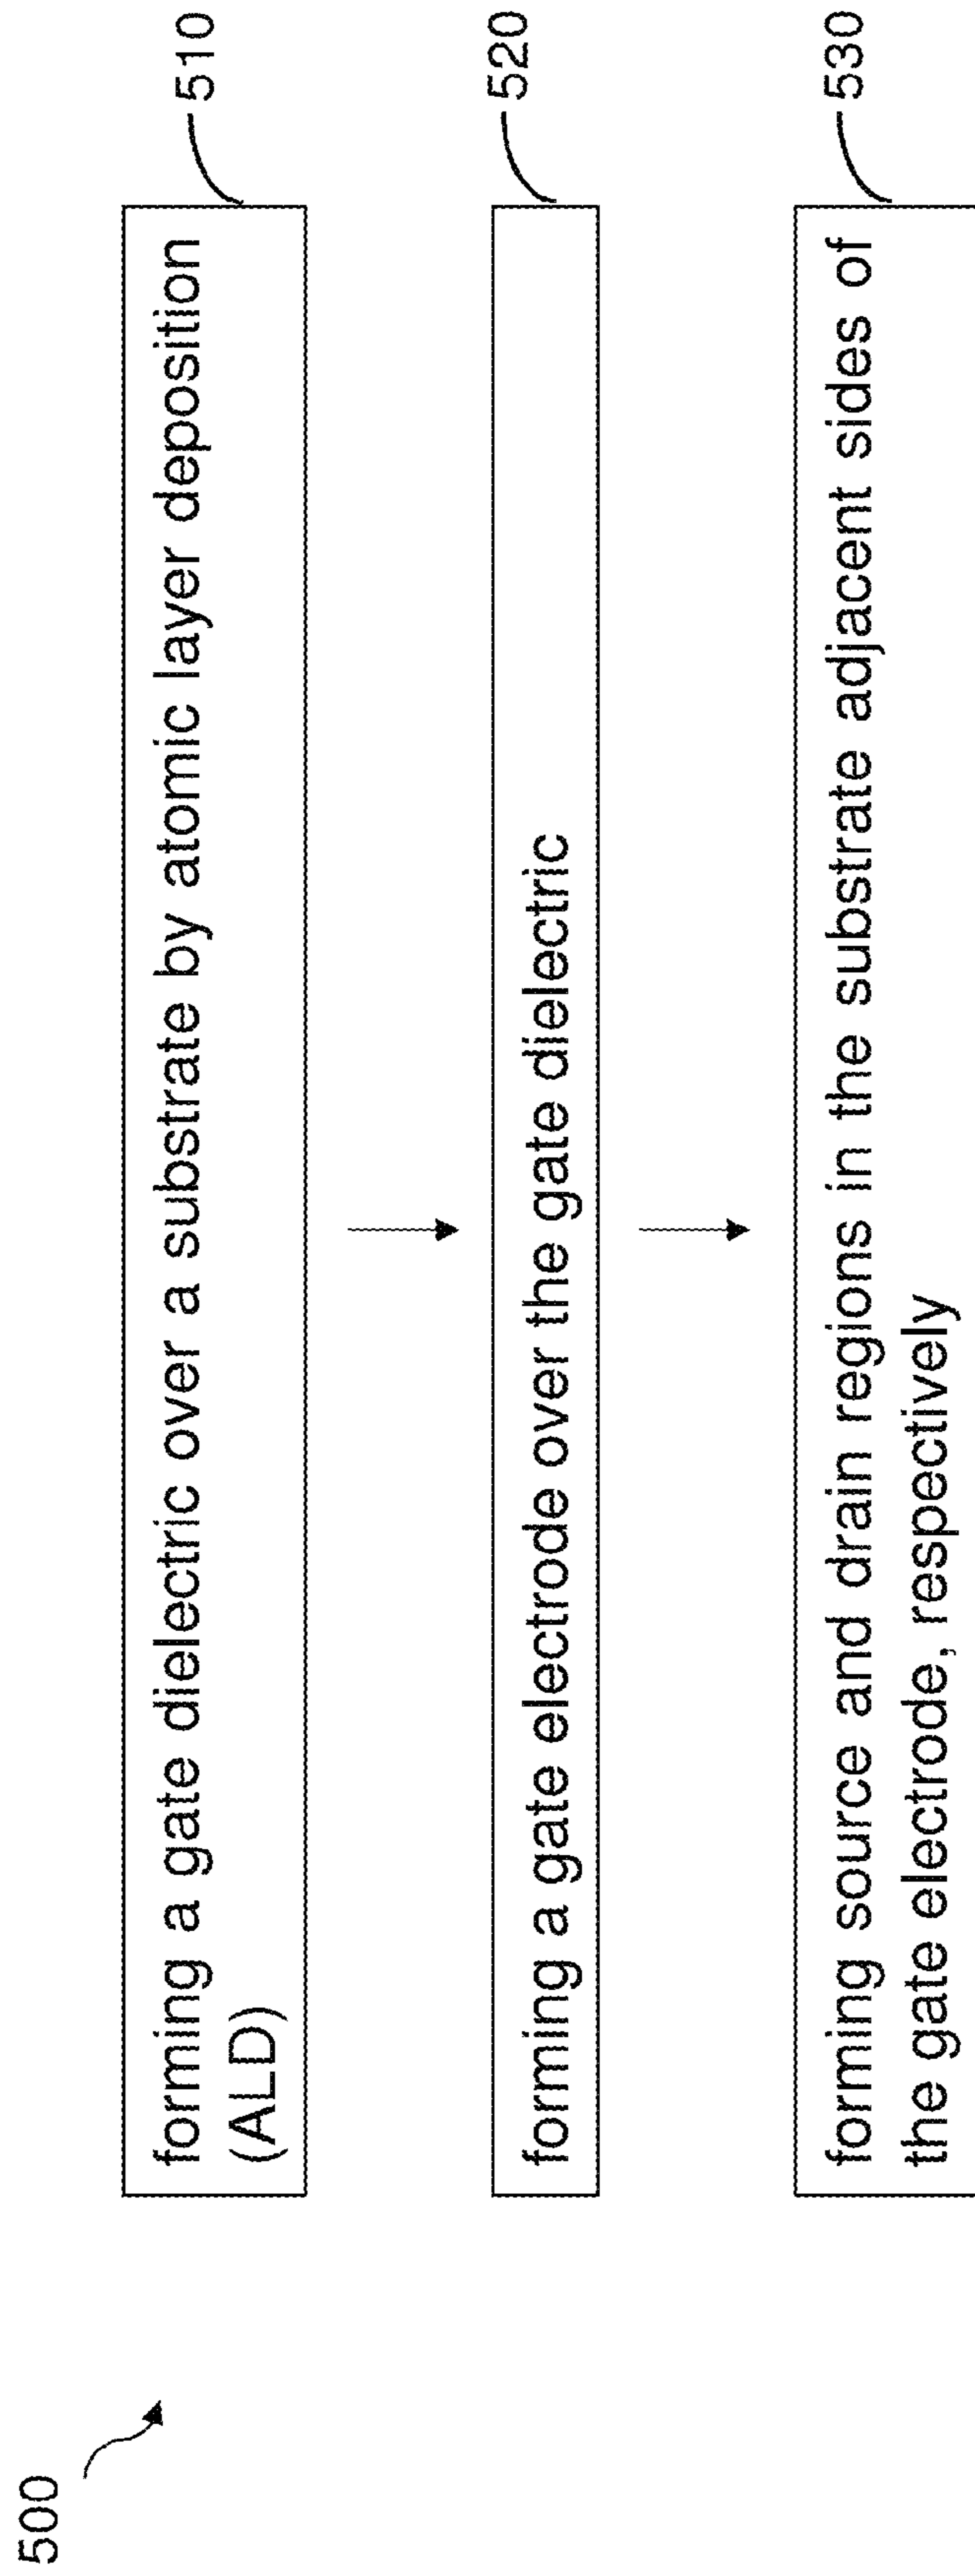 500
forming a gate dielectric over a substrate by atomic layer deposition
(ALD)
510
forming a gate electrode over the gate dielectric
520
forming source and drain regions in the substrate adjacent sides of
the gate electrode, respectively
530